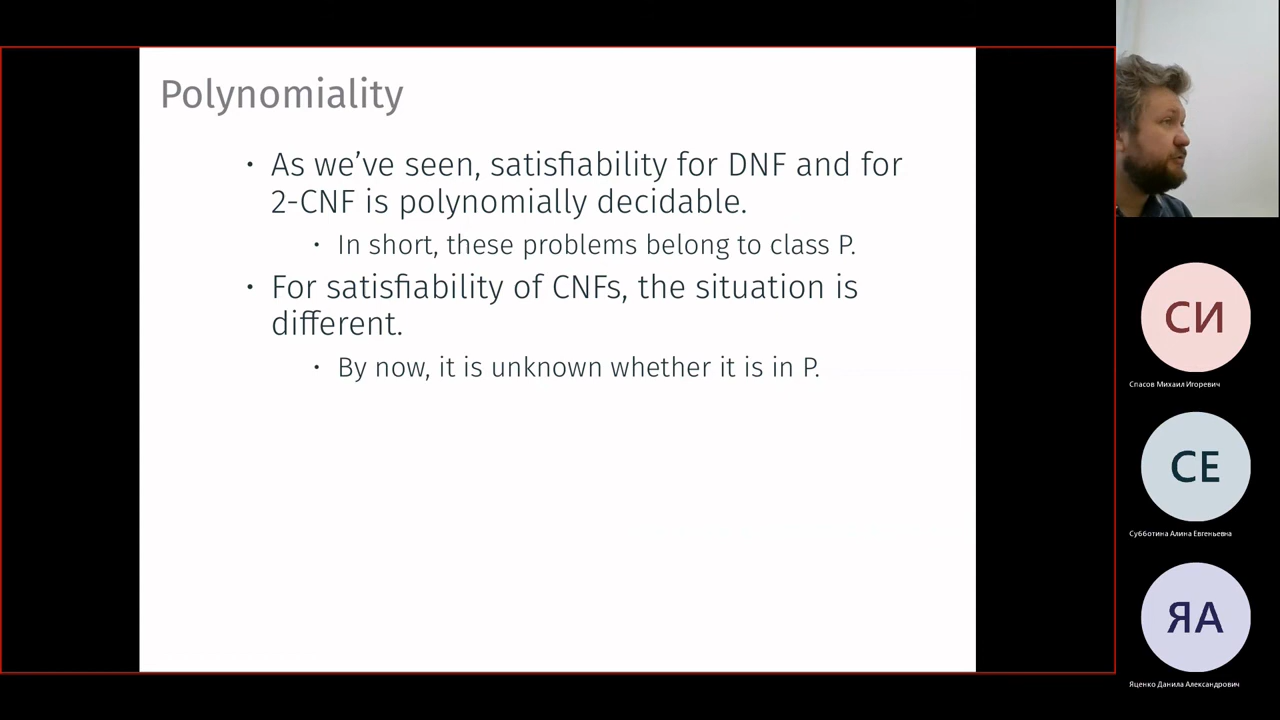 Polynomiality
• As we’ve seen, satisfiability for DNF and for
2-CNF is polynomially decidable.
• In short, these problems belong to class P.
• For satisfiability of CNFs, the situation is
different.
• By now, it is unknown whether it is in P.
СИ
Спасов Михаил Игоревич
СЕ
Субботина Алина Евгеньевна
ЯА
Яценко Данила Александрович